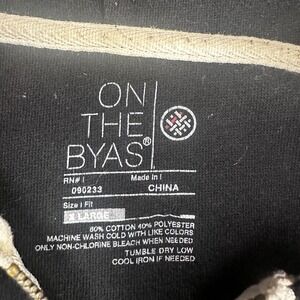 ON
THE
BYAS®
RN# | Made In |
090233 CHINA
Size | Fit
X LARGE
60% COTTON 40% POLYESTER
MACHINE WASH COLD WITH LIKE COLORS
ONLY NON-CHLORINE BLEACH WHEN NEEDED
TUMBLE DRY LOW
COOL IRON IF NEEDED